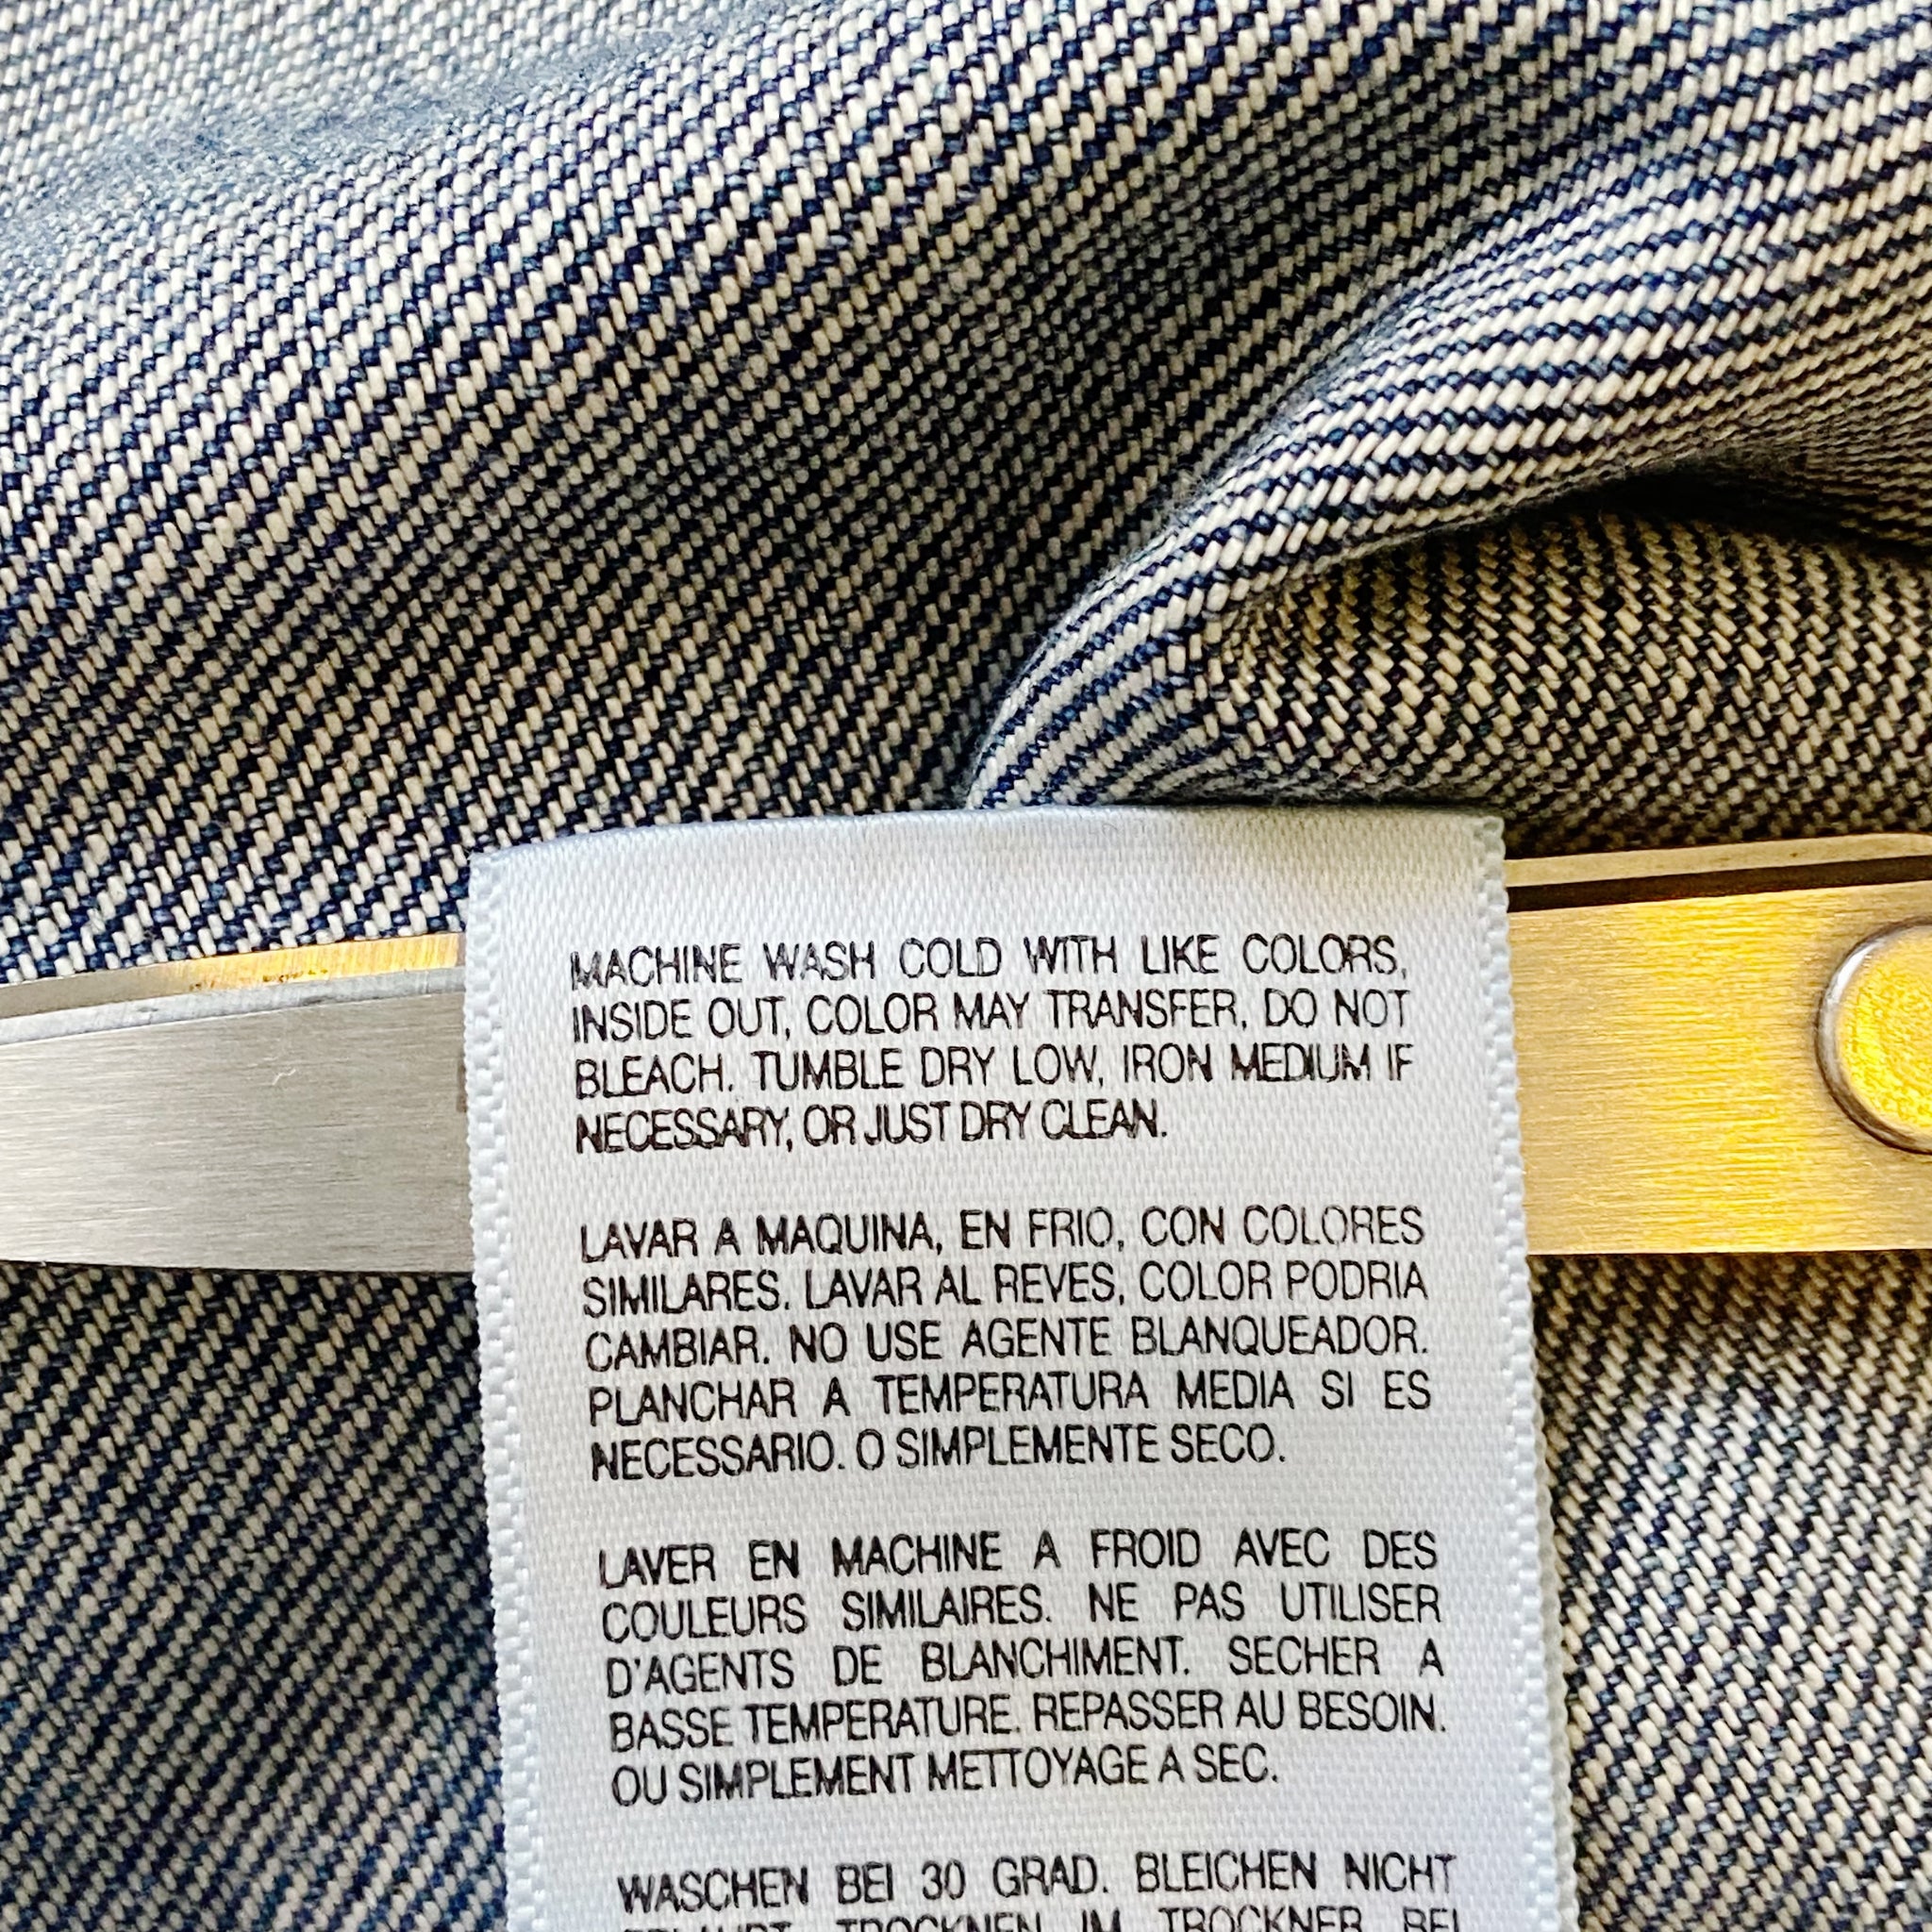 MACHINE WASH COLD WITH LIKE COLORS,
INSIDE OUT, COLOR MAY TRANSFER, DO NOT
BLEACH. TUMBLE DRY LOW, IRON MEDIUM IF
NECESSARY, OR JUST DRY CLEAN.
LAVAR A MAQUINA, EN FRIO, CON COLORES
SIMILARES. LAVAR AL REVES, COLOR PODRIA
CAMBIAR. NO USE AGENTE BLANQUEADOR.
PLANCHAR A TEMPERATURA MEDIA SI ES
NECESSARIO. O SIMPLEMENTE SECO.
LAVER EN MACHINE A FROID AVEC DES
COULEURS SIMILAIRES. NE PAS UTILISER
D'AGENTS DE BLANCHIMENT. SECHER A
BASSE TEMPERATURE. REPASSER AU BESOIN.
OU SIMPLEMENT METTOYAGE A SEC.
WASCHEN BEI 30 GRAD. BLEICHEN NICHT
TROCKNEN IM TROCKNER BEI